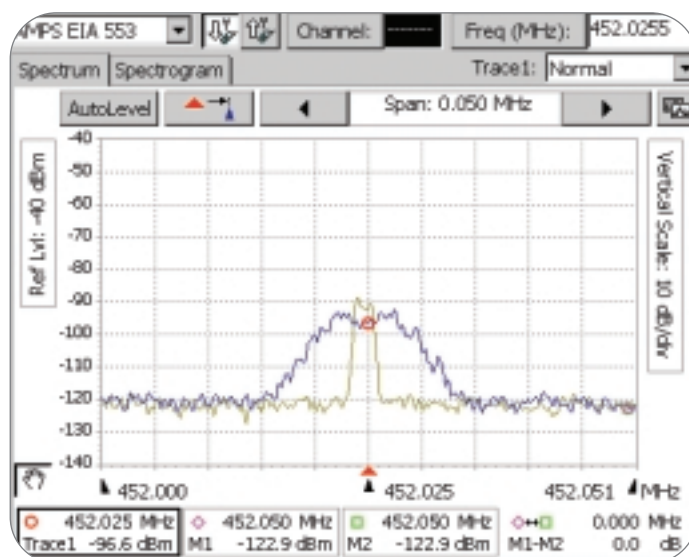 AMPS EIA 553 Channel: Freq (MHz): 452.0255
Spectrum Spectrogram Trace1: Normal
AutoLevel Span: 0.050 MHz
Ref Lvl: -40 dBm
-40
-50
-60
-70
-80
-90
-100
-110
-120
-130
-140
Vertical Scale: 10 dB/div
452.000 452.025 452.051 MHz
452.025 MHz 452.050 MHz 452.050 MHz 0.000 MHz
Trace1 -96.6 dBm M1 -122.9 dBm M2 -122.9 dBm M1-M2 0.0 dB